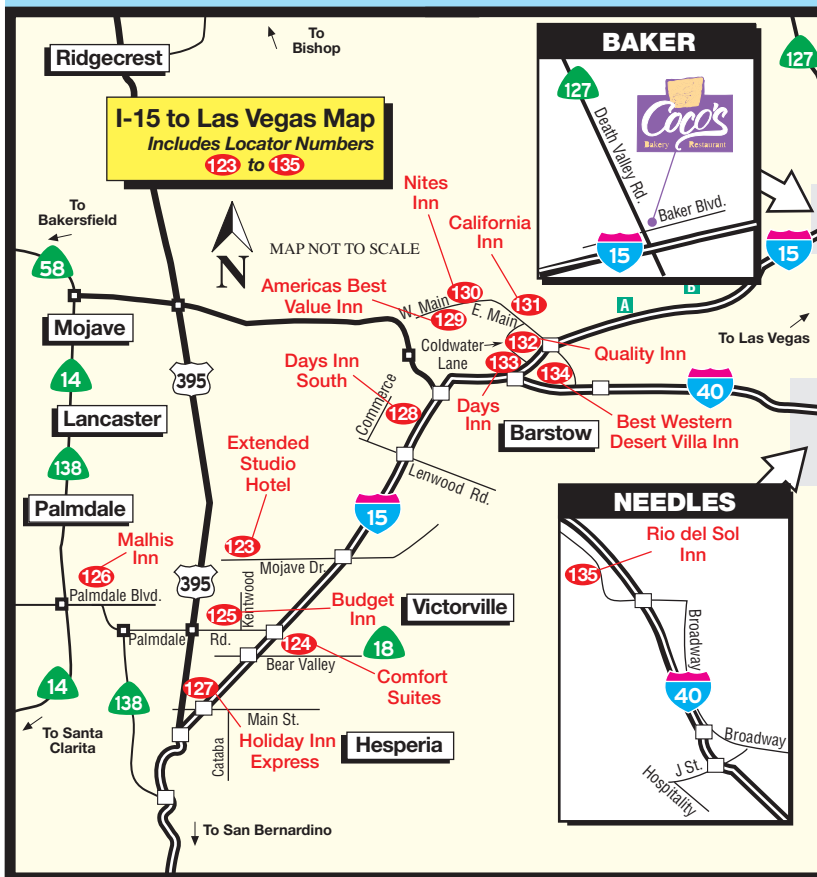 To
Bishop
Ridgecrest
I-15 to Las Vegas Map
Includes Locator Numbers
123 to 135
To
Bakersfield
58
N
MAP NOT TO SCALE
Mojave
14
Lancaster
138
Palmdale
395
Nites
Inn
California
Inn
130
131
Americas Best
Value Inn
W. Main
129
E. Main
Coldwater
Lane
132
133
134
Quality Inn
Days Inn
South
Commerce
128
Days
Inn
Barstow
Best Western
Desert Villa Inn
Lenwood Rd.
A
B
15
To Las Vegas
40
127
BAKER
127
Death Valley Rd.
Coco's
Bakery Restaurant
Baker Blvd.
15
Extended
Studio
Hotel
15
123
Mojave Dr.
Malhis
Inn
126
Palmdale Blvd.
395
Kentwood
125
Budget
Inn
Victorville
Palmdale Rd.
124
18
Bear Valley
Comfort
Suites
14
138
127
Main St.
To Santa
Clarita
Cataba
Holiday Inn
Express
Hesperia
To San Bernardino
NEEDLES
Rio del Sol
Inn
135
Broadway
40
Broadway
J St.
Hospitality